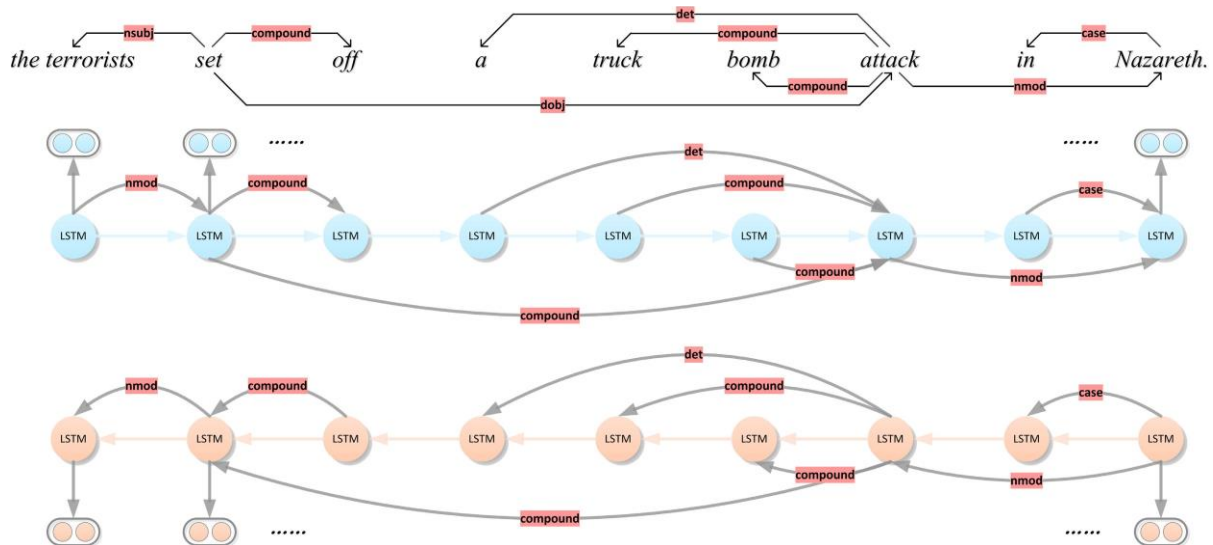 det
nsubj compound compound case
the terrorists set off a truck bomb attack in Nazareth.
compound
dobj nmod
...... ......
det
nmod compound compound case
LSTM LSTM LSTM LSTM LSTM LSTM LSTM LSTM LSTM
compound nmod
compound
det
nmod compound compound case
LSTM LSTM LSTM LSTM LSTM LSTM LSTM LSTM LSTM
compound nmod
compound
...... ......